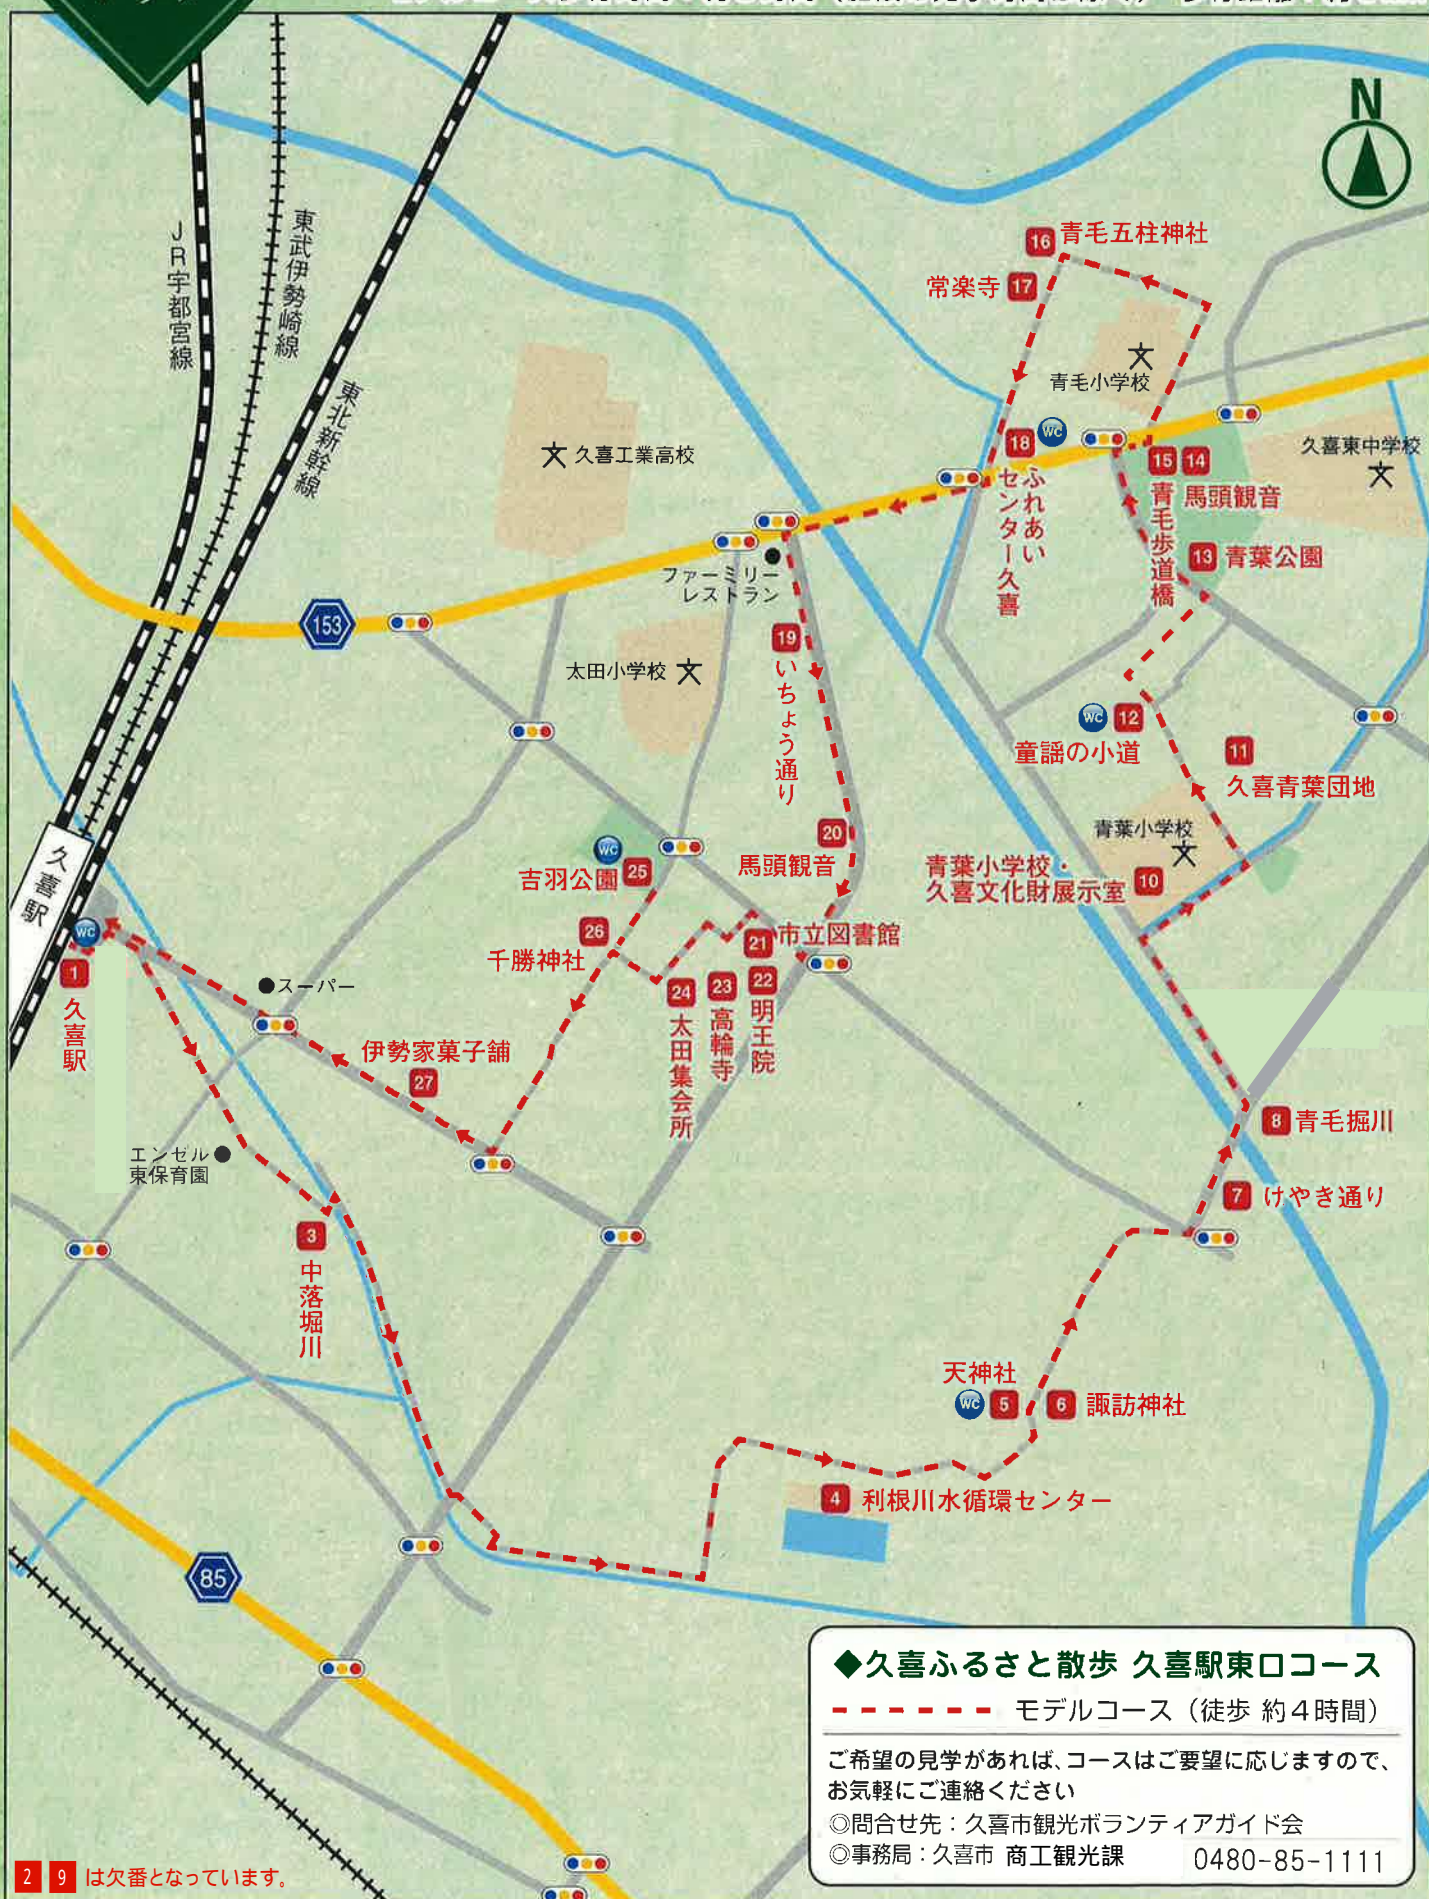 N
JR宇都宮線
東武伊勢崎線
東北新幹線
16 青毛五柱神社
常楽寺 17
青毛小学校
久喜工業高校
18 WC
ふれあい
センター久喜
15 14
青毛歩道橋
馬頭観音
久喜東中学校
13 青葉公園
ファーミリー
レストラン
153
19
いちょう通り
太田小学校
WC 12
童謡の小道
11
久喜青葉団地
20
馬頭観音
青葉小学校
青葉小学校・
久喜文化財展示室 10
WC
吉羽公園 25
久喜駅
WC
1
久喜駅
26
千勝神社
21 市立図書館
22
明王院
23
高輪寺
24
太田集会所
スーパー
伊勢家菓子舗
27
エンゼル
東保育園
8 青毛掘川
7 けやき通り
3
中落堀川
天神社
WC 5
6 諏訪神社
4 利根川水循環センター
85
◆久喜ふるさと散歩 久喜駅東口コース
モデルコース（徒歩 約４時間）
ご希望の見学があれば、コースはご要望に応じますので、
お気軽にご連絡ください
◎問合せ先：久喜市観光ボランティアガイド会
◎事務局：久喜市 商工観光課 0480-85-1111
2 9 は欠番となっています。